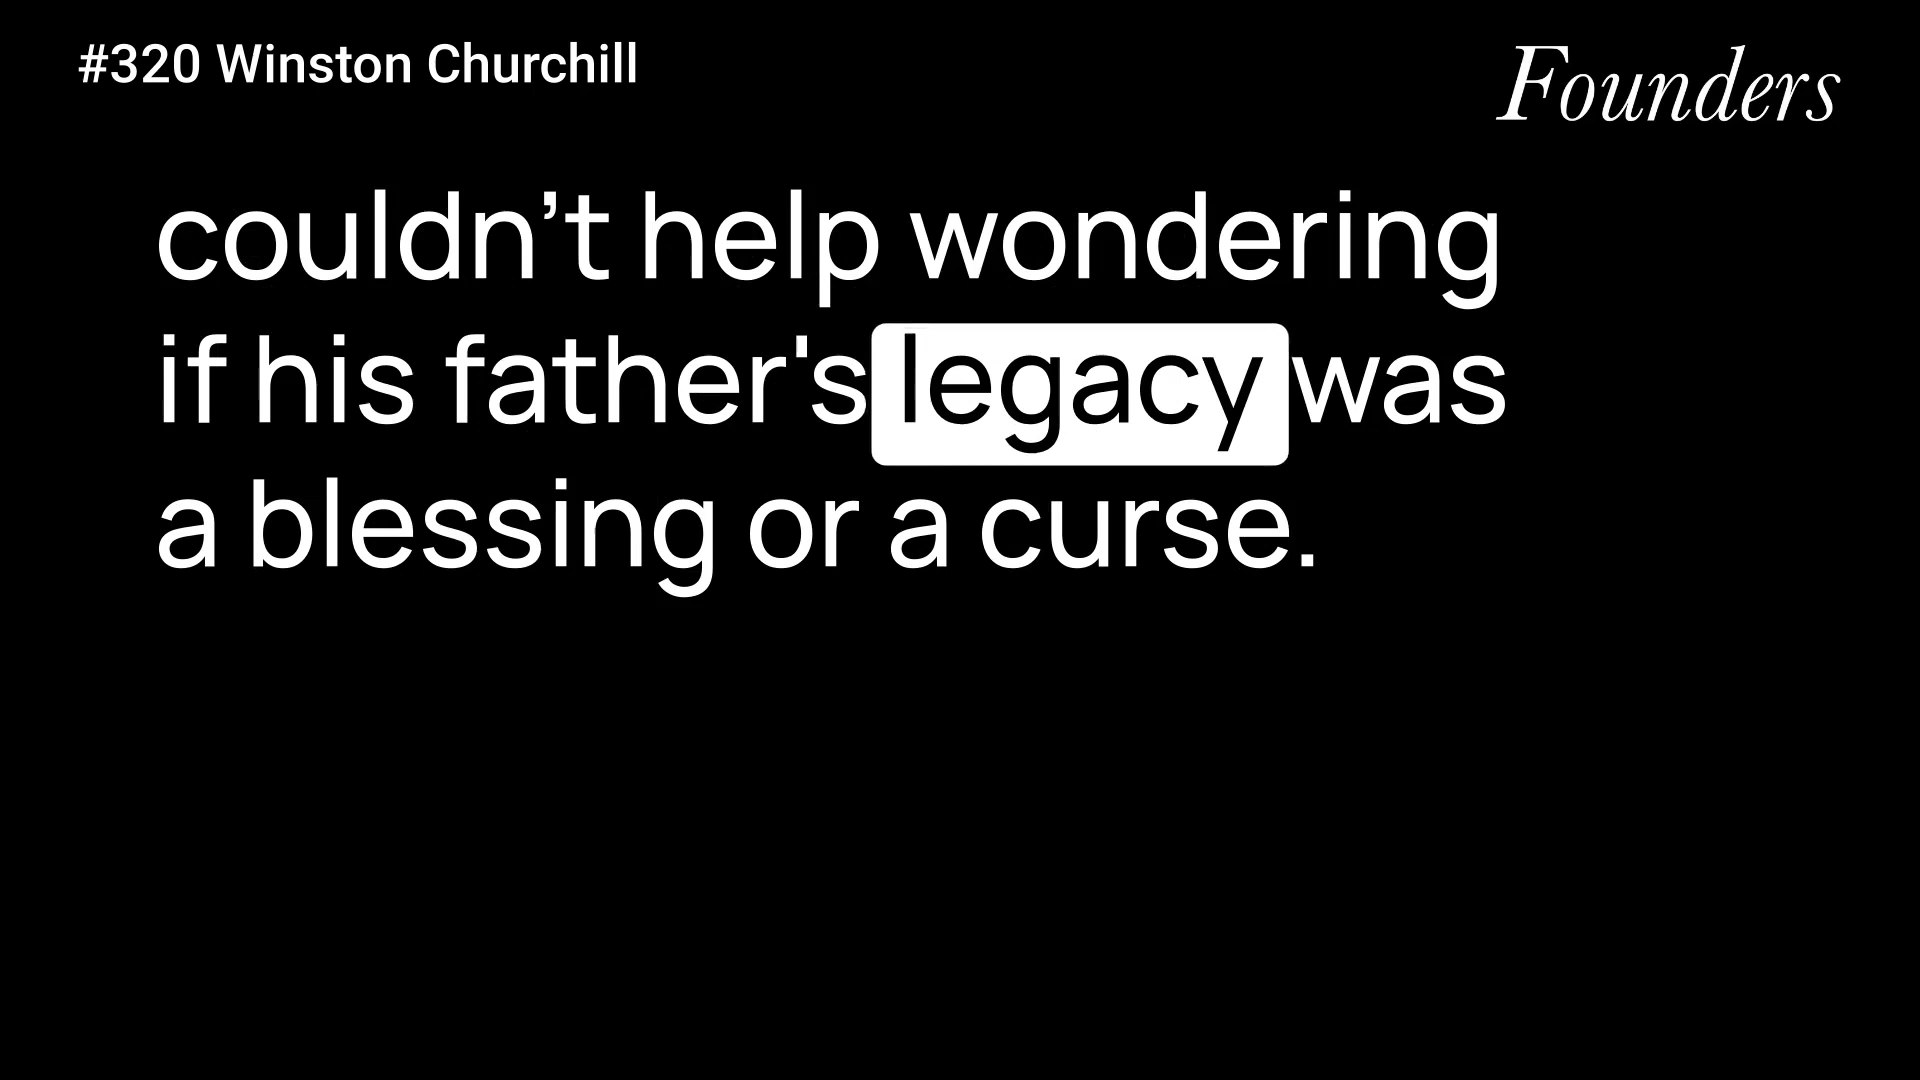 #320 Winston Churchill
Founders
couldn’t help wondering
if his father's legacy was
a blessing or a curse.